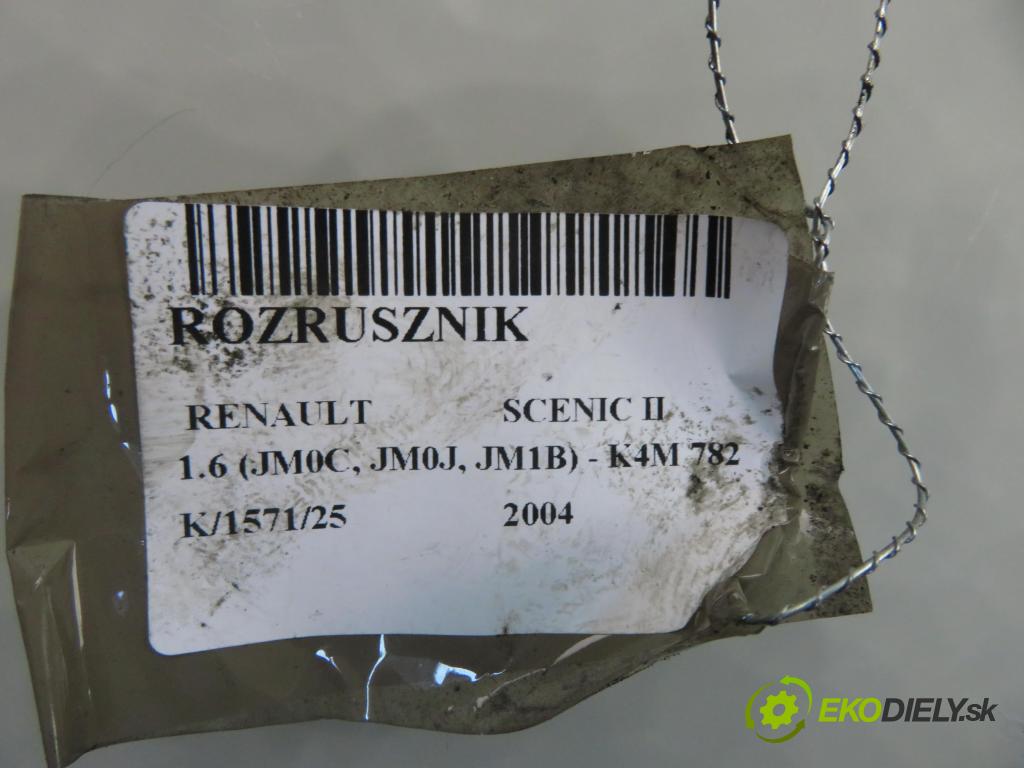 ROZRUSZNIK
RENAULT SCENIC II
1.6 (JM0C, JM0J, JM1B) - K4M 782
K/1571/25 2004
EKODIELY.sk